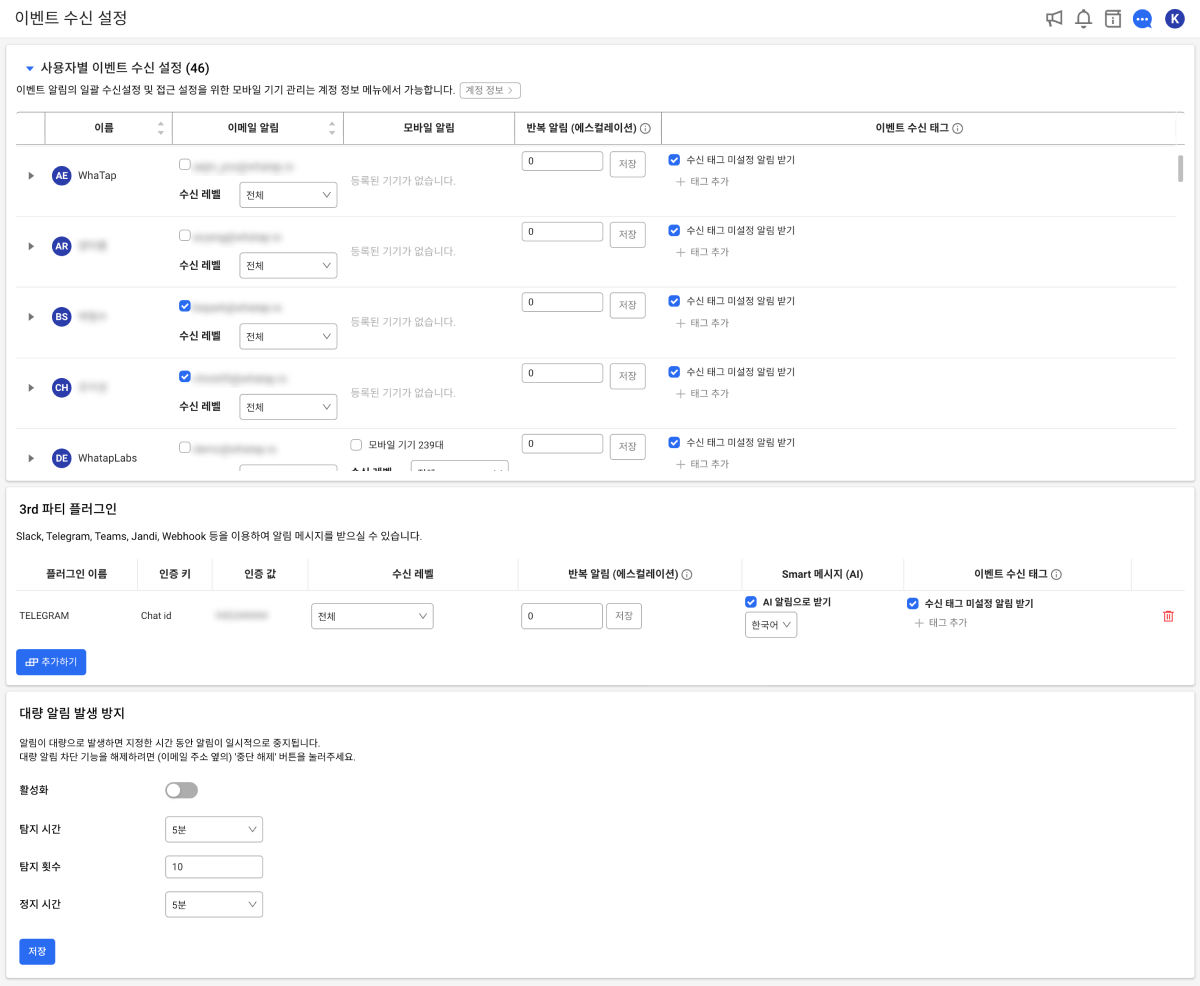 이벤트 수신 설정
K
사용자별 이벤트 수신 설정 (46)
이벤트 알림의 일괄 수신설정 및 접근 설정을 위한 모바일 기기 관리는 계정 정보 메뉴에서 가능합니다. 계정 정보 >
이름 이메일 알림 모바일 알림 반복 알림 (에스컬레이션) 이벤트 수신 태그
AE WhaTap
수신 레벨 전체
등록된 기기가 없습니다.
0 저장
수신 태그 미설정 알림 받기
+ 태그 추가
AR
수신 레벨 전체
등록된 기기가 없습니다.
0 저장
수신 태그 미설정 알림 받기
+ 태그 추가
BS
수신 레벨 전체
등록된 기기가 없습니다.
0 저장
수신 태그 미설정 알림 받기
+ 태그 추가
CH
수신 레벨 전체
등록된 기기가 없습니다.
0 저장
수신 태그 미설정 알림 받기
+ 태그 추가
DE WhatapLabs
모바일 기기 239대
수신 레벨 전체
0 저장
수신 태그 미설정 알림 받기
+ 태그 추가
3rd 파티 플러그인
Slack, Telegram, Teams, Jandi, Webhook 등을 이용하여 알림 메시지를 받으실 수 있습니다.
플러그인 이름 인증 키 인증 값 수신 레벨 반복 알림 (에스컬레이션) Smart 메시지 (AI) 이벤트 수신 태그
TELEGRAM Chat id
전체
0 저장
AI 알림으로 받기
한국어
수신 태그 미설정 알림 받기
+ 태그 추가
추가하기
대량 알림 발생 방지
알림이 대량으로 발생하면 지정한 시간 동안 알림이 일시적으로 중지됩니다.
대량 알림 차단 기능을 해제하려면 (이메일 주소 옆의) '중단 해제' 버튼을 눌러주세요.
활성화
탐지 시간 5분
탐지 횟수 10
정지 시간 5분
저장